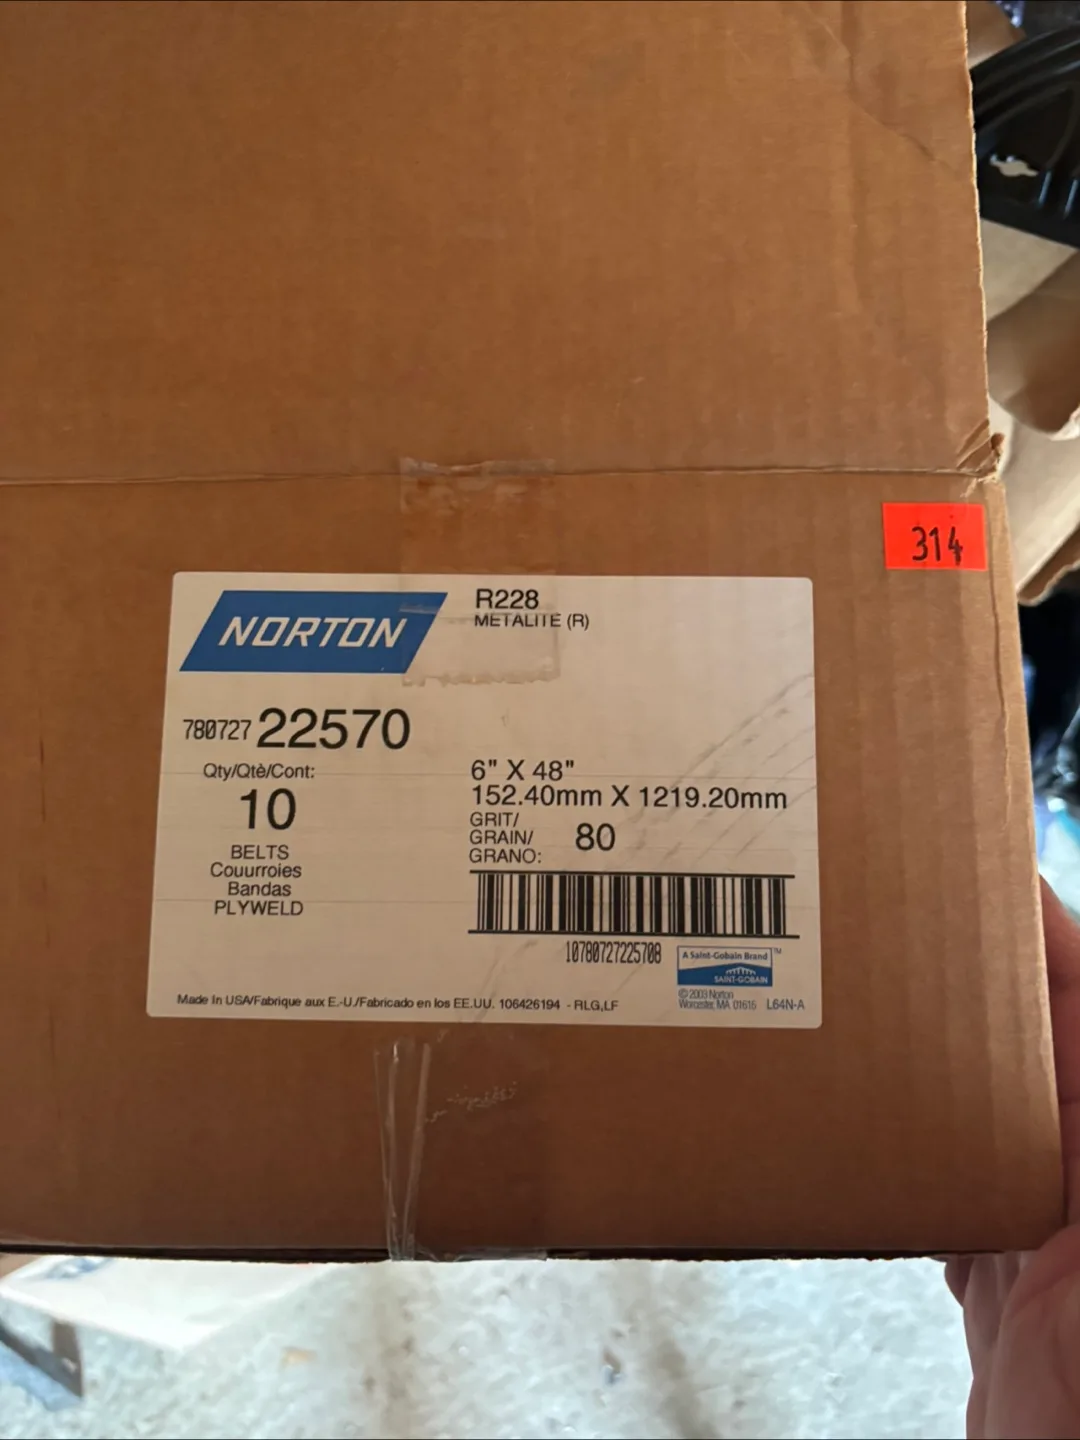 314
NORTON
R228
METALITE (R)
780727 22570
Qty/Qtè/Cont:
10
BELTS
Couurroies
Bandas
PLYWELD
6" X 48"
152.40mm X 1219.20mm
GRIT/
GRAIN/
GRANO:
80
10780727225708
A Saint-Gobain Brand
TM
SAINT-GOBAIN
© 2003 Norton
Worcester, MA 01615
L64N-A
Made In USA/Fabrique aux E.-U./Fabricado en los EE.UU. 106426194 - RLG,LF